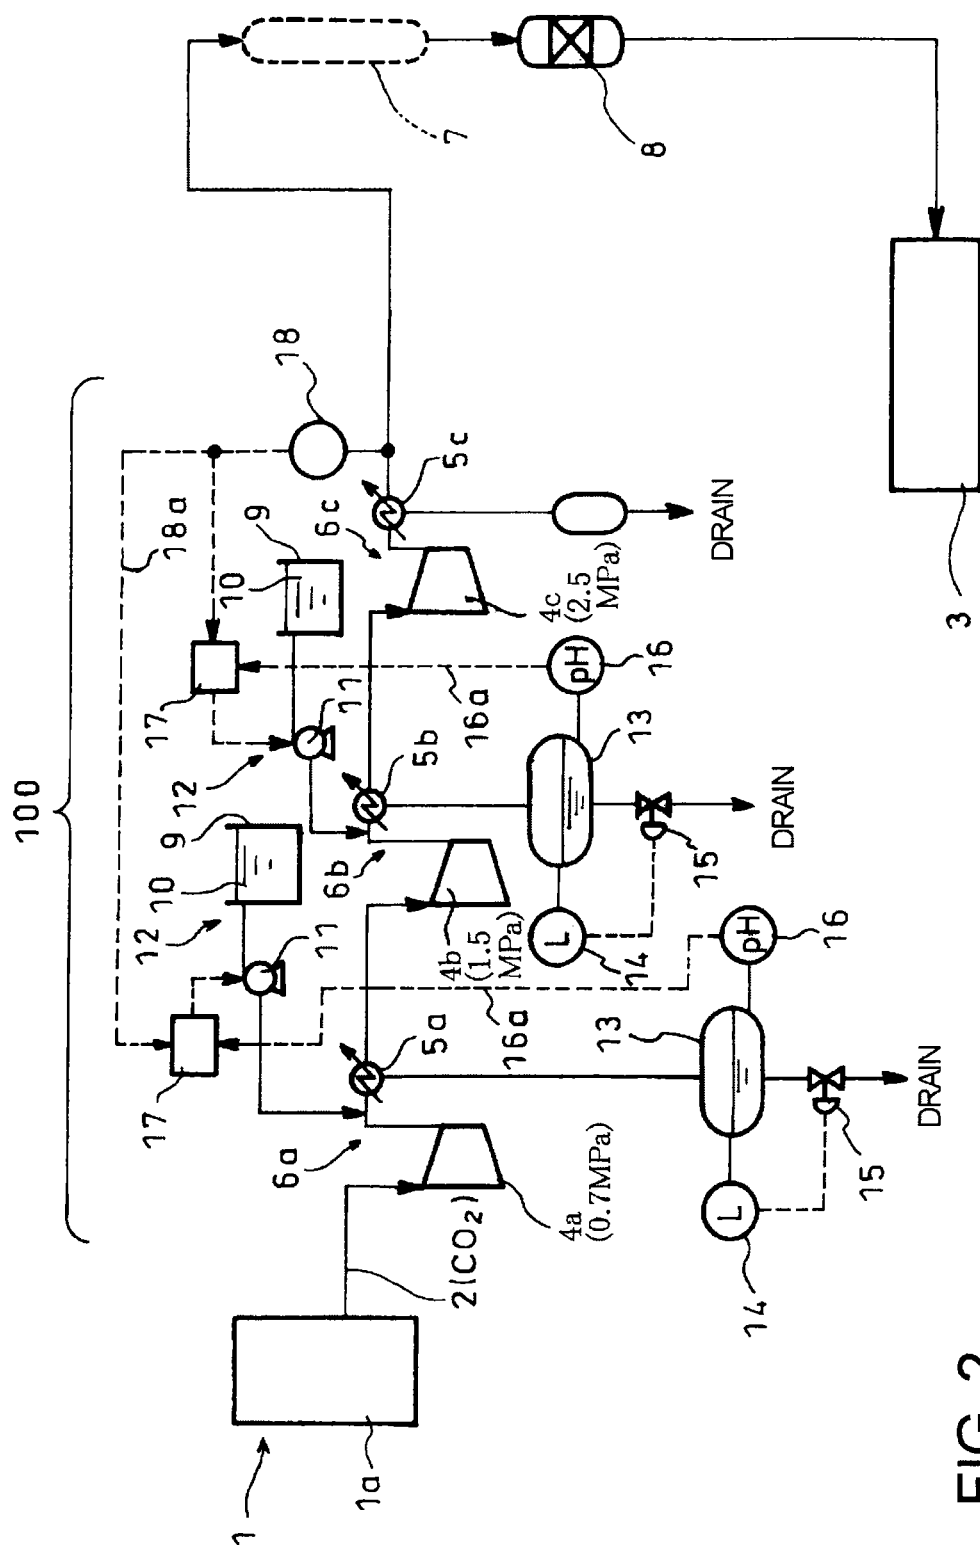 100
18
18a
9
10
17
12
11
16a
6c
5c
4c
(2.5
MPa)
DRAIN
7
8
3
9
10
12
11
17
6b
5b
4b
(1.5
MPa)
16
pH
13
L
14
15
DRAIN
6a
5a
16a
4a
(0.7MPa)
2(CO2)
pH
16
13
L
14
15
DRAIN
1
1a
FIG. 2